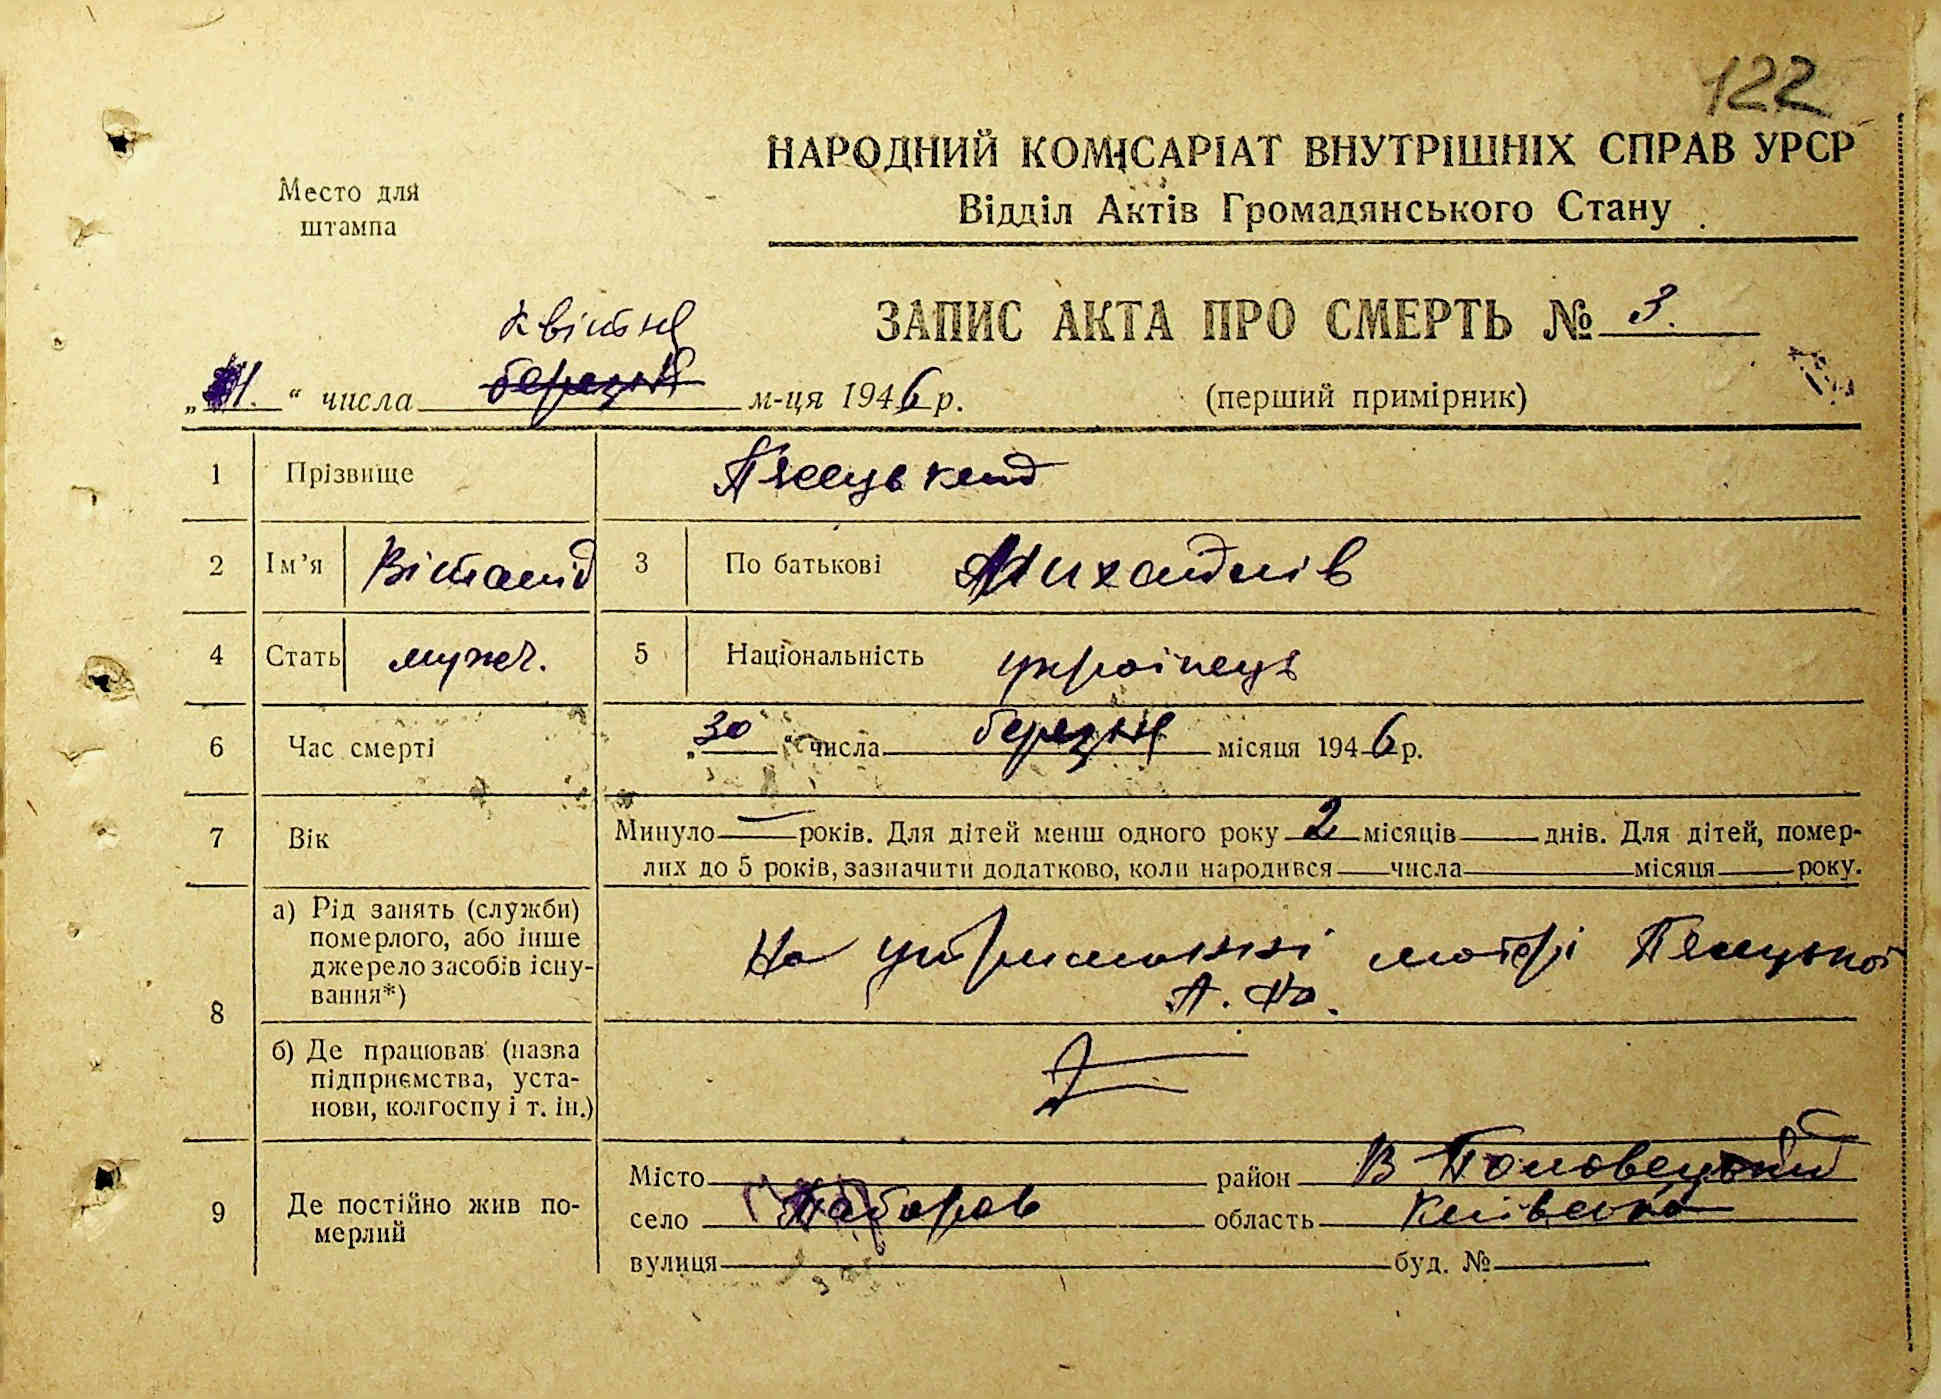 122
НАРОДНИЙ КОМІСАРІАТ ВНУТРІШНІХ СПРАВ УРСР
Место для
штампа
Відділ Актів Громадянського Стану
ЗАПИС АКТА ПРО СМЕРТЬ № 3.
квітня
„ 1. “ числа березня м-ця 1946 р.
(перший примірник)
1 Прізвище
2 Ім'я Віталій 3 По батькові Михайлів
4 Стать мужч. 5 Національність українець
6 Час смерті „30“ числа березня місяця 1946 р.
7 Вік Минуло — років. Для дітей менш одного року 2 місяців днів. Для дітей, помер-
лих до 5 років, зазначити додатково, коли народився числа місяця року.
8 а) Рід занять (служби)
померлого, або інше
джерело засобів існу-
вання*)
На утриманні матері
А. На.
б) Де працював (назва
підприємства, уста-
нови, колгоспу і т. ін.)
9 Де постійно жив по-
мерлий
Місто район В Половецький
село область Київська
вулиця буд. №